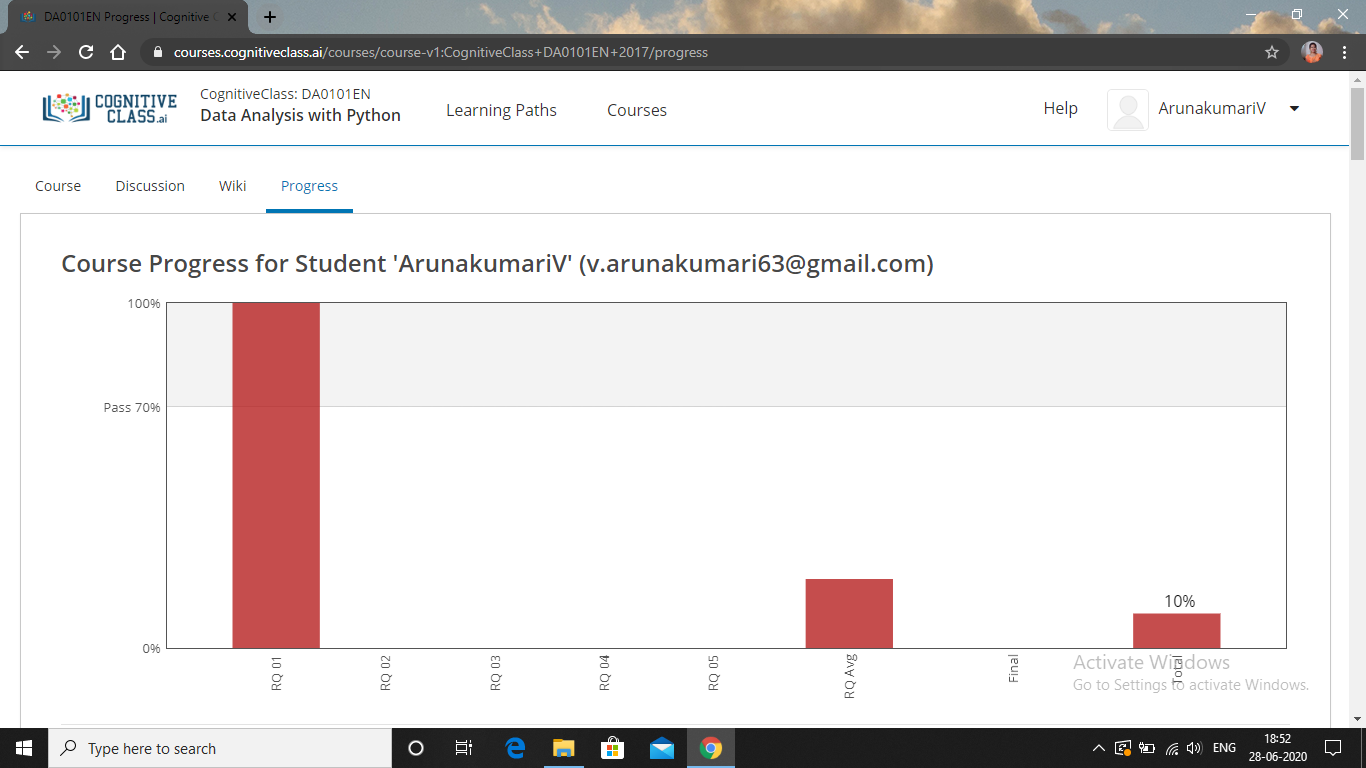 DA0101EN Progress | Cognitive C
courses.cognitiveclass.ai/courses/course-v1:CognitiveClass+DA0101EN+2017/progress
COGNITIVE
CLASS.ai
CognitiveClass: DA0101EN
Data Analysis with Python
Learning Paths
Courses
Help
ArunakumariV
Course
Discussion
Wiki
Progress
Course Progress for Student 'ArunakumariV' (v.arunakumari63@gmail.com)
100%
Pass 70%
0%
10%
RQ 01
RQ 02
RQ 03
RQ 04
RQ 05
RQ Avg
Final
Total
Activate Windows
Go to Settings to activate Windows.
Type here to search
ENG
18:52
28-06-2020